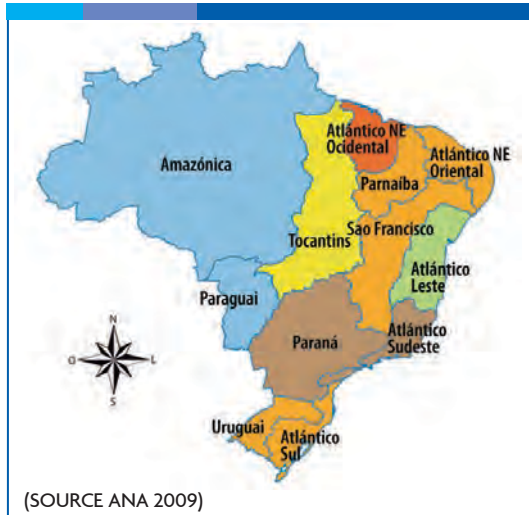 Atlántico NE
Ocidental
Atlántico NE
Oriental
Amazónica
Parnaíba
Sao Francisco
Tocantins
Atlántico
Leste
Paraguai
N
O
L
S
Atlántico
Sudeste
Paraná
Uruguai
Atlántico
Sul
(SOURCE ANA 2009)